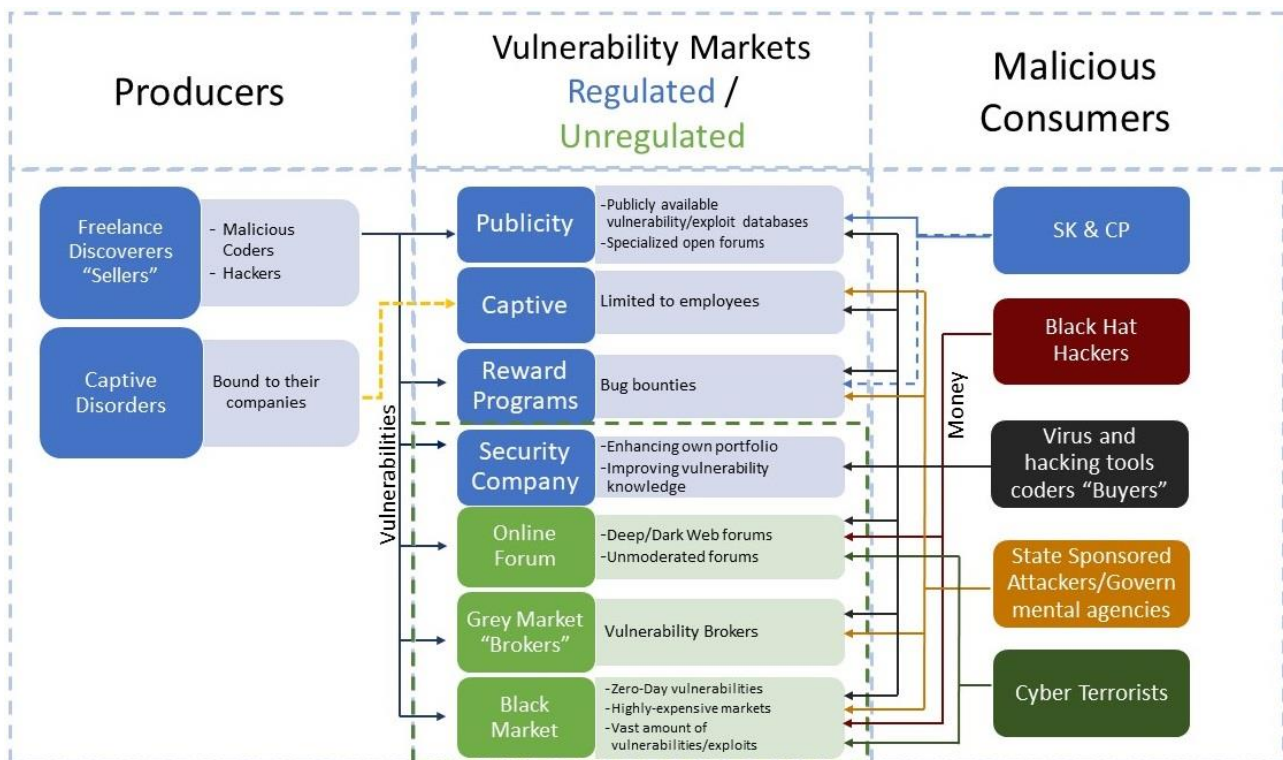 Producers
Vulnerability Markets
Regulated /
Unregulated
Malicious
Consumers
Freelance
Discoverers
“Sellers”
- Malicious
Coders
- Hackers
Captive
Disorders
Bound to their
companies
Vulnerabilities
Publicity
-Publicly available
vulnerability/exploit databases
-Specialized open forums
Captive
Limited to employees
Reward
Programs
Bug bounties
Security
Company
-Enhancing own portfolio
-Improving vulnerability
knowledge
Online
Forum
-Deep/Dark Web forums
-Unmoderated forums
Grey Market
“Brokers”
Vulnerability Brokers
Black
Market
-Zero-Day vulnerabilities
-Highly-expensive markets
-Vast amount of
vulnerabilities/exploits
Money
SK & CP
Black Hat
Hackers
Virus and
hacking tools
coders “Buyers”
State Sponsored
Attackers/Govern
mental agencies
Cyber Terrorists